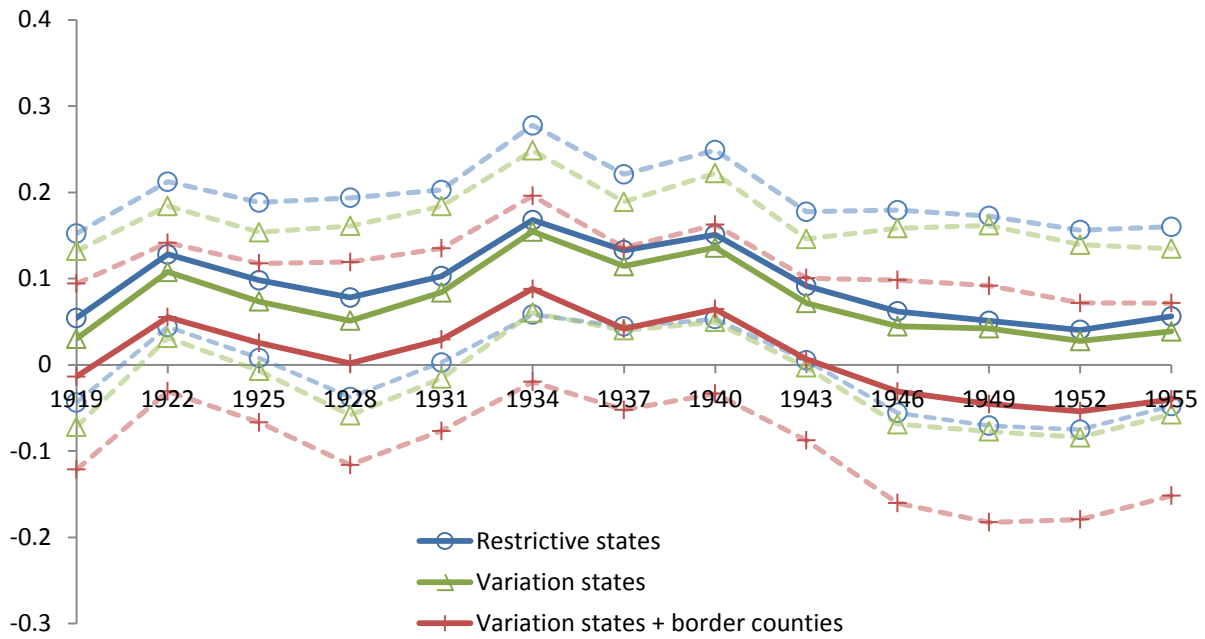 0.4
0.3
0.2
0.1
0
1919 1922 1925 1928 1931 1934 1937 1940 1943 1946 1949 1952 1955
-0.1
-0.2
-0.3
Restrictive states
Variation states
Variation states + border counties